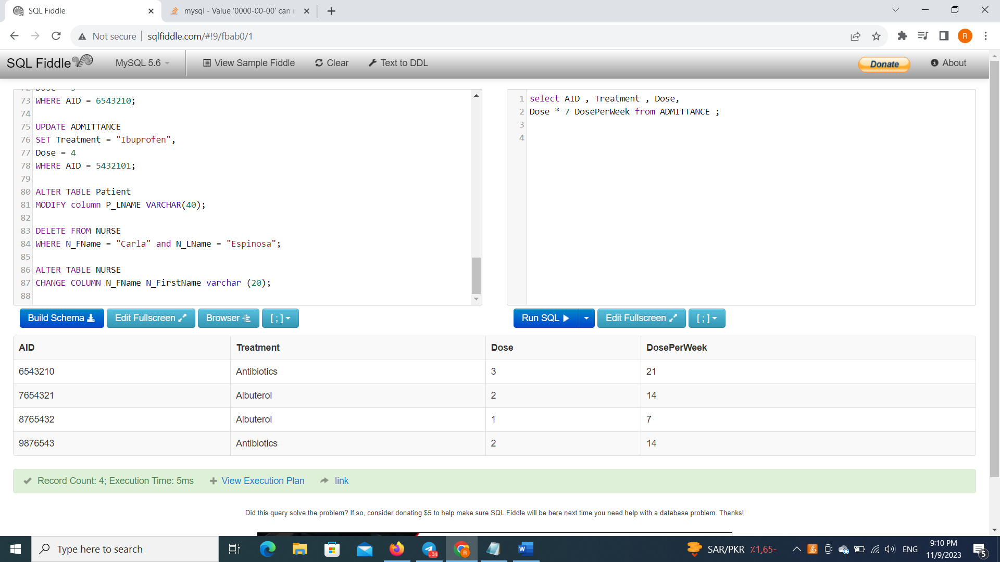 SQL Fiddle
mysql - Value '0000-00-00' can
Not secure
sqlfiddle.com/#!9/fbab0/1
R
SQL Fiddle
MySQL 5.6
View Sample Fiddle
Clear
Text to DDL
Donate
About
73 WHERE AID = 6543210;
74
75 UPDATE ADMITTANCE
76 SET Treatment = "Ibuprofen",
77 Dose = 4
78 WHERE AID = 5432101;
79
80 ALTER TABLE Patient
81 MODIFY column P_LNAME VARCHAR(40);
82
83 DELETE FROM NURSE
84 WHERE N_FName = "Carla" and N_LName = "Espinosa";
85
86 ALTER TABLE NURSE
87 CHANGE COLUMN N_FName N_FirstName varchar (20);
88
1 select AID , Treatment , Dose,
2 Dose * 7 DosePerWeek from ADMITTANCE ;
3
4
Build Schema
Edit Fullscreen
Browser
[ ; ]
Run SQL
Edit Fullscreen
[ ; ]
AID Treatment Dose DosePerWeek
6543210 Antibiotics 3 21
7654321 Albuterol 2 14
8765432 Albuterol 1 7
9876543 Antibiotics 2 14
Record Count: 4; Execution Time: 5ms
View Execution Plan
link
Did this query solve the problem? If so, consider donating $5 to help make sure SQL Fiddle will be here next time you need help with a database problem. Thanks!
Type here to search
..04
R
W
SAR/PKR ٪1,65-
ENG
9:10 PM
11/9/2023
5